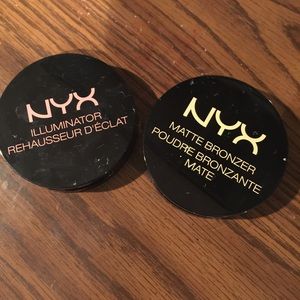 NYX
ILLUMINATOR
REHAUSSEUR D'ÉCLAT
NYX
MATTE BRONZER
POUDRE BRONZANTE
MATE